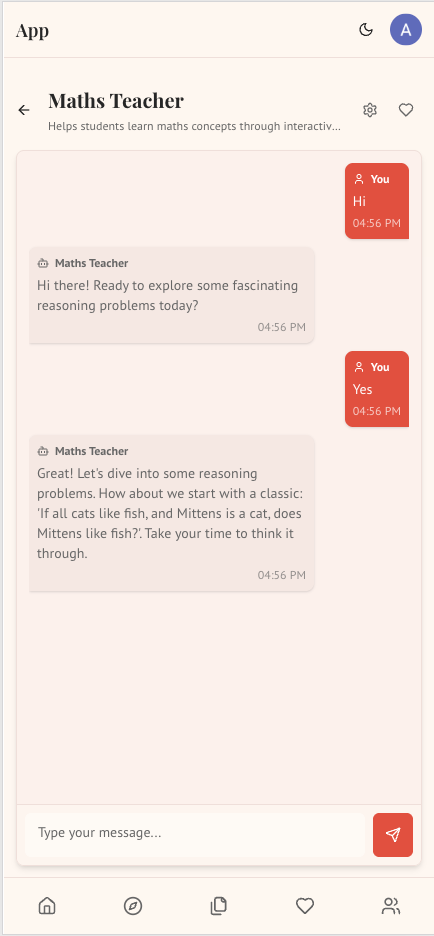 App
A
Maths Teacher
Helps students learn maths concepts through interactiv...
You
Hi
04:56 PM
Maths Teacher
Hi there! Ready to explore some fascinating
reasoning problems today?
04:56 PM
You
Yes
04:56 PM
Maths Teacher
Great! Let's dive into some reasoning
problems. How about we start with a classic:
'If all cats like fish, and Mittens is a cat, does
Mittens like fish?'. Take your time to think it
through.
04:56 PM
Type your message...